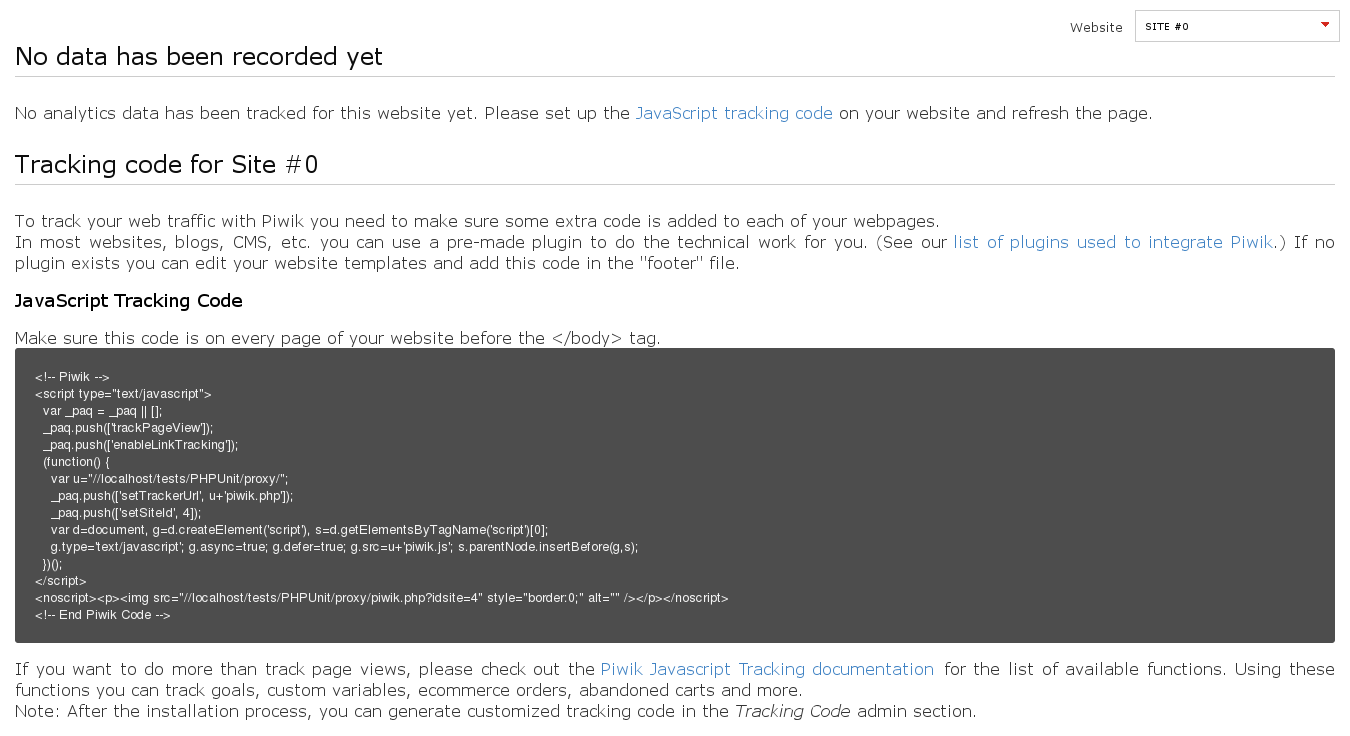 Website SITE #0
No data has been recorded yet
No analytics data has been tracked for this website yet. Please set up the JavaScript tracking code on your website and refresh the page.
Tracking code for Site #0
To track your web traffic with Piwik you need to make sure some extra code is added to each of your webpages.
In most websites, blogs, CMS, etc. you can use a pre-made plugin to do the technical work for you. (See our list of plugins used to integrate Piwik.) If no
plugin exists you can edit your website templates and add this code in the "footer" file.
JavaScript Tracking Code
Make sure this code is on every page of your website before the </body> tag.
<!-- Piwik -->
<script type="text/javascript">
  var _paq = _paq || [];
  _paq.push(['trackPageView']);
  _paq.push(['enableLinkTracking']);
  (function() {
    var u="//localhost/tests/PHPUnit/proxy/";
    _paq.push(['setTrackerUrl', u+'piwik.php']);
    _paq.push(['setSiteId', 4]);
    var d=document, g=d.createElement('script'), s=d.getElementsByTagName('script')[0];
    g.type='text/javascript'; g.async=true; g.defer=true; g.src=u+'piwik.js'; s.parentNode.insertBefore(g,s);
  })();
</script>
<noscript><p><img src="//localhost/tests/PHPUnit/proxy/piwik.php?idsite=4" style="border:0;" alt="" /></p></noscript>
<!-- End Piwik Code -->
If you want to do more than track page views, please check out the Piwik Javascript Tracking documentation for the list of available functions. Using these
functions you can track goals, custom variables, ecommerce orders, abandoned carts and more.
Note: After the installation process, you can generate customized tracking code in the Tracking Code admin section.